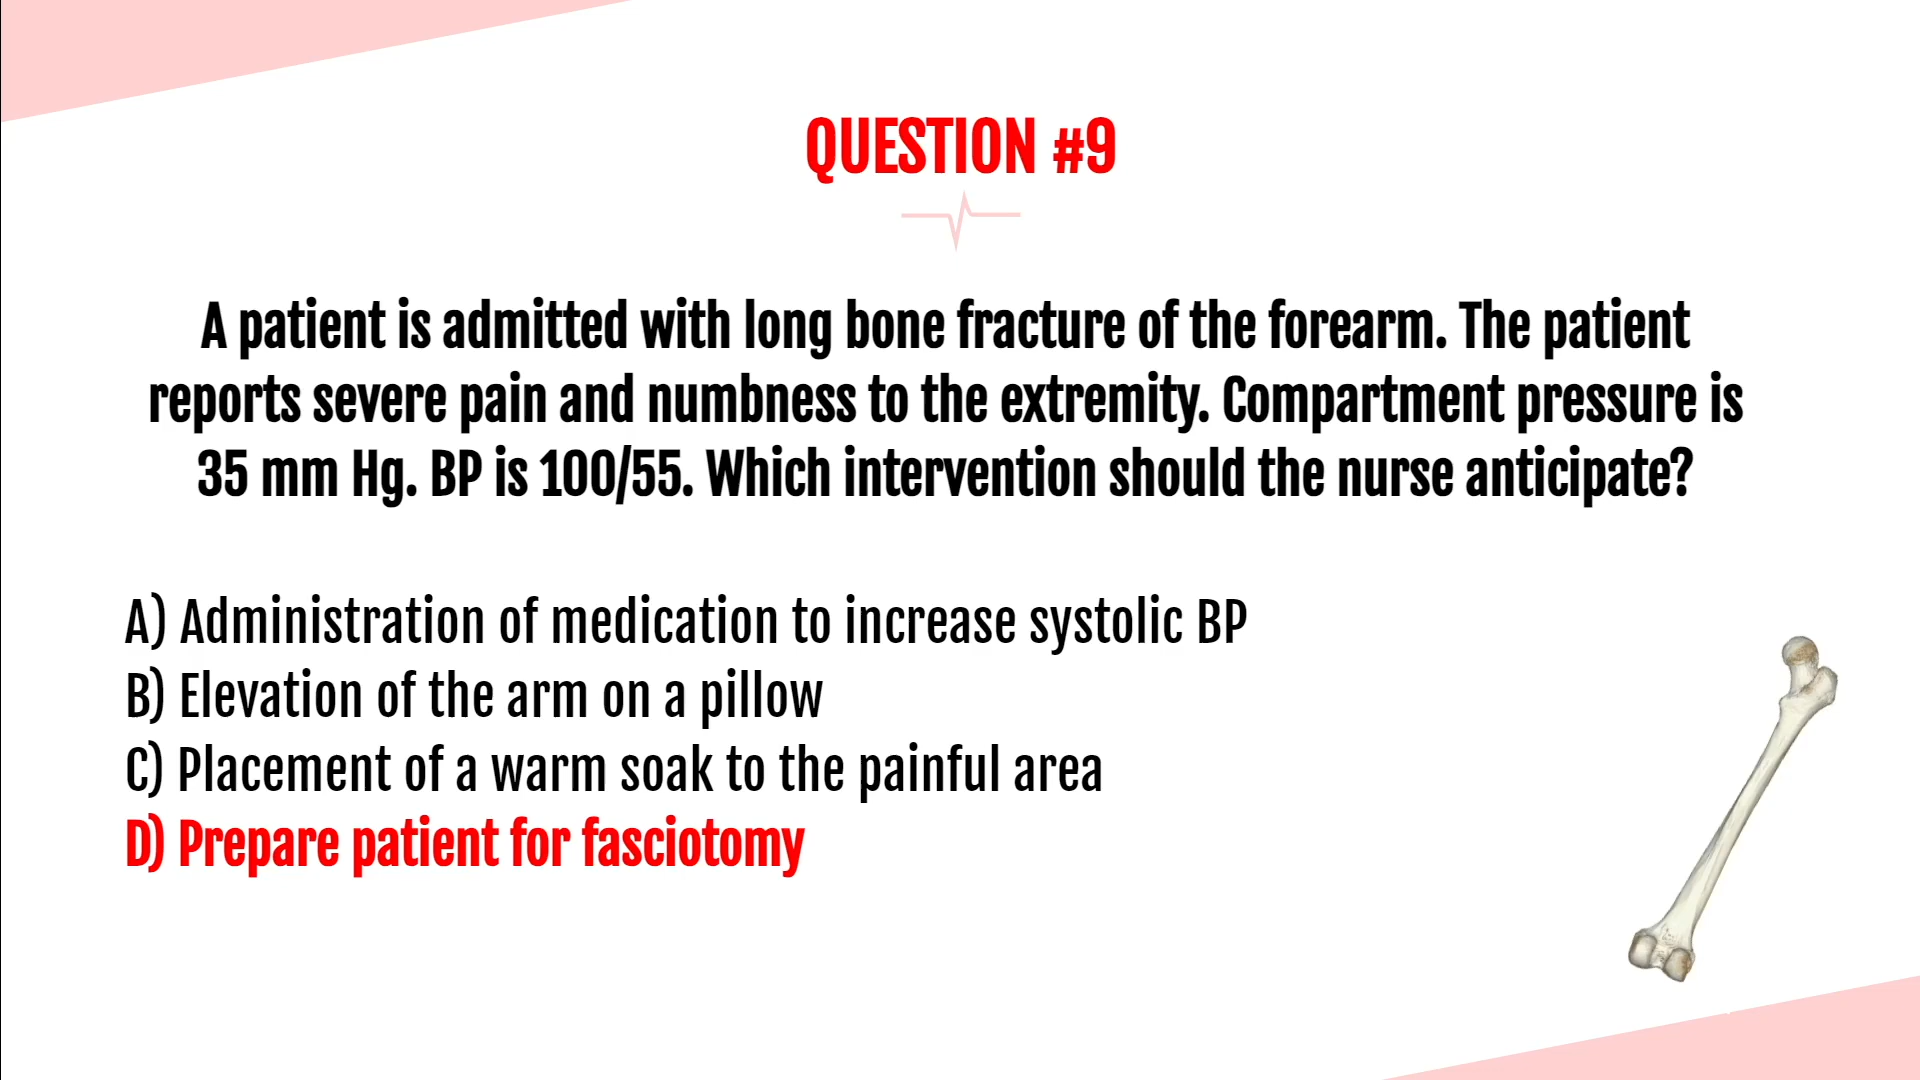 QUESTION #9
A patient is admitted with long bone fracture of the forearm. The patient
reports severe pain and numbness to the extremity. Compartment pressure is
35 mm Hg. BP is 100/55. Which intervention should the nurse anticipate?
A) Administration of medication to increase systolic BP
B) Elevation of the arm on a pillow
C) Placement of a warm soak to the painful area
D) Prepare patient for fasciotomy